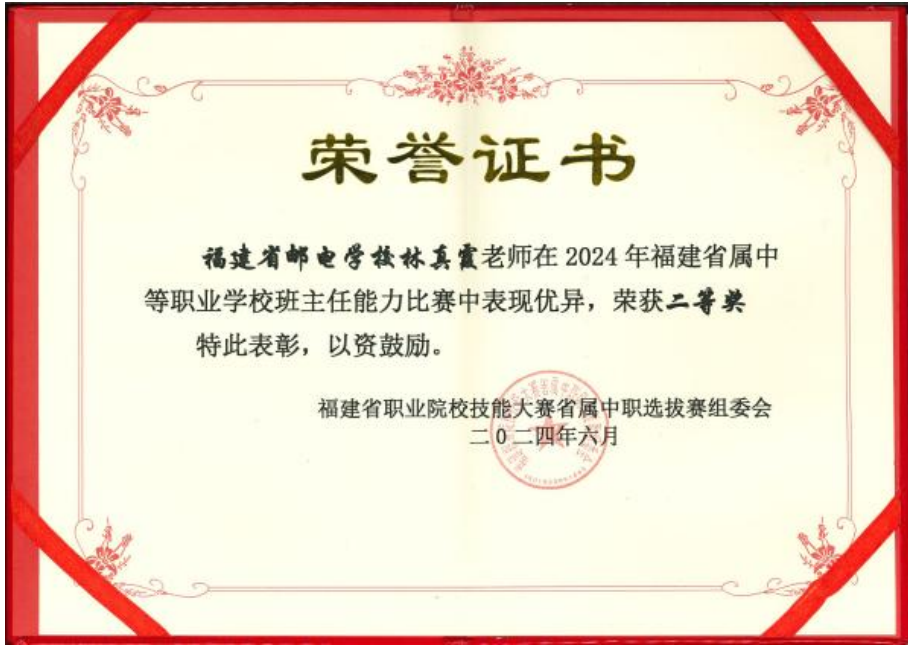 荣誉证书
福建省邮电学校林真霞老师在 2024 年福建省属中
等职业学校班主任能力比赛中表现优异，荣获二等奖
特此表彰，以资鼓励。
福建省职业院校技能大赛省属中职选拔赛组委会
二0二四年六月